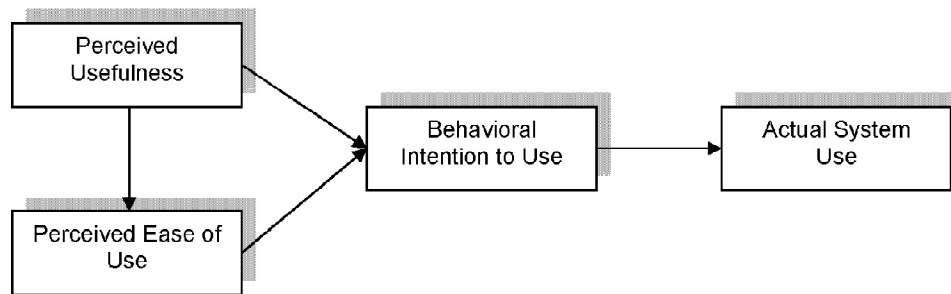 Perceived
Usefulness
Behavioral
Intention to Use
Actual System
Use
Perceived Ease of
Use